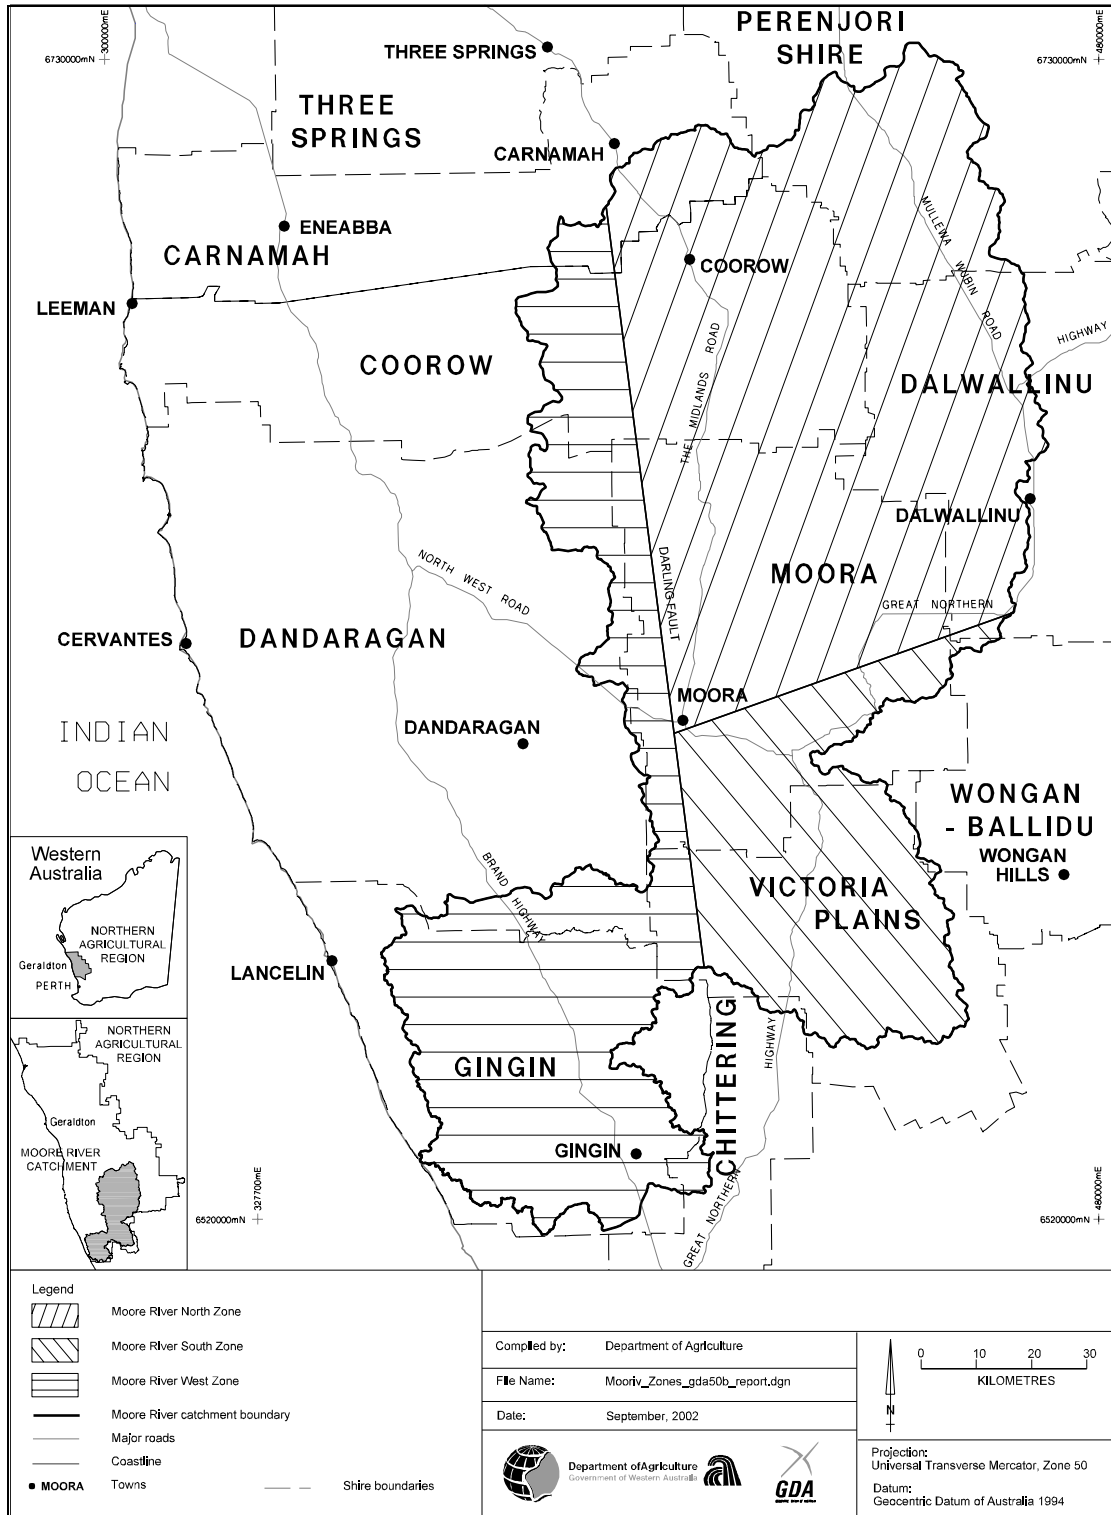 PERENJORI
SHIRE
300000mE
6730000mN
480000mE
6730000mN
THREE SPRINGS
THREE
SPRINGS
CARNAMAH
ENEABBA
CARNAMAH
COOROW
MULLEWA WUBIN ROAD
LEEMAN
HIGHWAY
THE MIDLANDS ROAD
COOROW
DALWALLINU
DALWALLINU
NORTH WEST ROAD
DARLING FAULT
MOORA
GREAT NORTHERN
CERVANTES
DANDARAGAN
MOORA
INDIAN
OCEAN
DANDARAGAN
WONGAN
- BALLIDU
WONGAN
HILLS
BRAND HIGHWAY
VICTORIA
PLAINS
Western
Australia
NORTHERN
AGRICULTURAL
REGION
Geraldton
PERTH
LANCELIN
CHITTERING
HIGHWAY
GINGIN
GINGIN
GREAT NORTHERN
NORTHERN
AGRICULTURAL
REGION
Geraldton
MOORE RIVER
CATCHMENT
327700mE
6520000mN
480000mE
6520000mN
Legend
Moore River North Zone
Moore River South Zone
Moore River West Zone
Moore River catchment boundary
Major roads
Coastline
MOORA Towns
Shire boundaries
Compiled by: Department of Agriculture
File Name: Mooriv_Zones_gda50b_report.dgn
Date: September, 2002
Department of Agriculture
Government of Western Australia
GDA
0 10 20 30
KILOMETRES
N
Projection:
Universal Transverse Mercator, Zone 50
Datum:
Geocentric Datum of Australia 1994